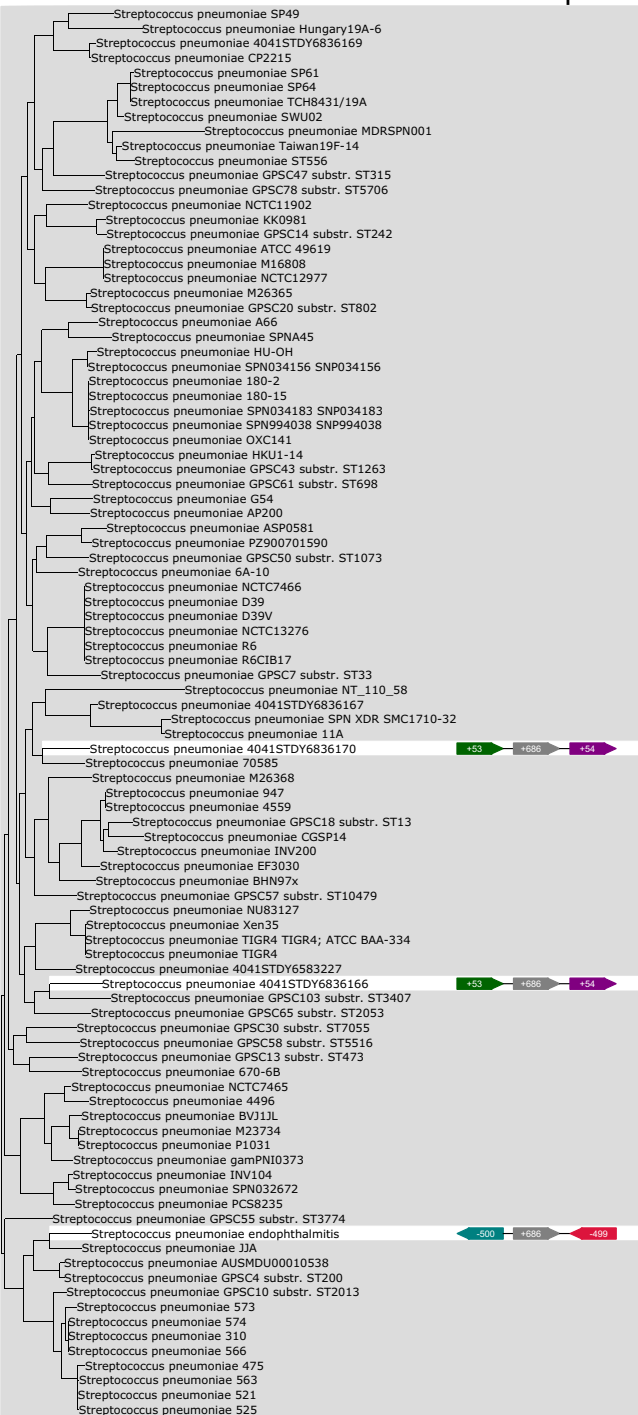 Streptococcus pneumoniae SP49
Streptococcus pneumoniae Hungary19A-6
Streptococcus pneumoniae 4041STDY6836169
Streptococcus pneumoniae CP2215
Streptococcus pneumoniae SP61
Streptococcus pneumoniae SP64
Streptococcus pneumoniae TCH8431/19A
Streptococcus pneumoniae SWU02
Streptococcus pneumoniae MDRSPN001
Streptococcus pneumoniae Taiwan19F-14
Streptococcus pneumoniae ST556
Streptococcus pneumoniae GPSC47 substr. ST315
Streptococcus pneumoniae GPSC78 substr. ST5706
Streptococcus pneumoniae NCTC11902
Streptococcus pneumoniae KK0981
Streptococcus pneumoniae GPSC14 substr. ST242
Streptococcus pneumoniae ATCC 49619
Streptococcus pneumoniae M16808
Streptococcus pneumoniae NCTC12977
Streptococcus pneumoniae M26365
Streptococcus pneumoniae GPSC20 substr. ST802
Streptococcus pneumoniae A66
Streptococcus pneumoniae SPNA45
Streptococcus pneumoniae HU-OH
Streptococcus pneumoniae SPN034156 SNP034156
Streptococcus pneumoniae 180-2
Streptococcus pneumoniae 180-15
Streptococcus pneumoniae SPN034183 SNP034183
Streptococcus pneumoniae SPN994038 SNP994038
Streptococcus pneumoniae OXC141
Streptococcus pneumoniae HKU1-14
Streptococcus pneumoniae GPSC43 substr. ST1263
Streptococcus pneumoniae GPSC61 substr. ST698
Streptococcus pneumoniae G54
Streptococcus pneumoniae AP200
Streptococcus pneumoniae ASP0581
Streptococcus pneumoniae PZ900701590
Streptococcus pneumoniae GPSC50 substr. ST1073
Streptococcus pneumoniae 6A-10
Streptococcus pneumoniae NCTC7466
Streptococcus pneumoniae D39
Streptococcus pneumoniae D39V
Streptococcus pneumoniae NCTC13276
Streptococcus pneumoniae R6
Streptococcus pneumoniae R6CIB17
Streptococcus pneumoniae GPSC7 substr. ST33
Streptococcus pneumoniae NT_110_58
Streptococcus pneumoniae 4041STDY6836167
Streptococcus pneumoniae SPN XDR SMC1710-32
Streptococcus pneumoniae 11A
Streptococcus pneumoniae 4041STDY6836170 +53 +686 +54
Streptococcus pneumoniae 70585
Streptococcus pneumoniae M26368
Streptococcus pneumoniae 947
Streptococcus pneumoniae 4559
Streptococcus pneumoniae GPSC18 substr. ST13
Streptococcus pneumoniae CGSP14
Streptococcus pneumoniae INV200
Streptococcus pneumoniae EF3030
Streptococcus pneumoniae BHN97x
Streptococcus pneumoniae GPSC57 substr. ST10479
Streptococcus pneumoniae NU83127
Streptococcus pneumoniae Xen35
Streptococcus pneumoniae TIGR4 TIGR4; ATCC BAA-334
Streptococcus pneumoniae TIGR4
Streptococcus pneumoniae 4041STDY6583227
Streptococcus pneumoniae 4041STDY6836166 +53 +686 +54
Streptococcus pneumoniae GPSC103 substr. ST3407
Streptococcus pneumoniae GPSC65 substr. ST2053
Streptococcus pneumoniae GPSC30 substr. ST7055
Streptococcus pneumoniae GPSC58 substr. ST5516
Streptococcus pneumoniae GPSC13 substr. ST473
Streptococcus pneumoniae 670-6B
Streptococcus pneumoniae NCTC7465
Streptococcus pneumoniae 4496
Streptococcus pneumoniae BVJ1JL
Streptococcus pneumoniae M23734
Streptococcus pneumoniae P1031
Streptococcus pneumoniae gamPNI0373
Streptococcus pneumoniae INV104
Streptococcus pneumoniae SPN032672
Streptococcus pneumoniae PCS8235
Streptococcus pneumoniae GPSC55 substr. ST3774
Streptococcus pneumoniae endophthalmitis -500 +686 -499
Streptococcus pneumoniae JJA
Streptococcus pneumoniae AUSMDU00010538
Streptococcus pneumoniae GPSC4 substr. ST200
Streptococcus pneumoniae GPSC10 substr. ST2013
Streptococcus pneumoniae 573
Streptococcus pneumoniae 574
Streptococcus pneumoniae 310
Streptococcus pneumoniae 566
Streptococcus pneumoniae 475
Streptococcus pneumoniae 563
Streptococcus pneumoniae 521
Streptococcus pneumoniae 525